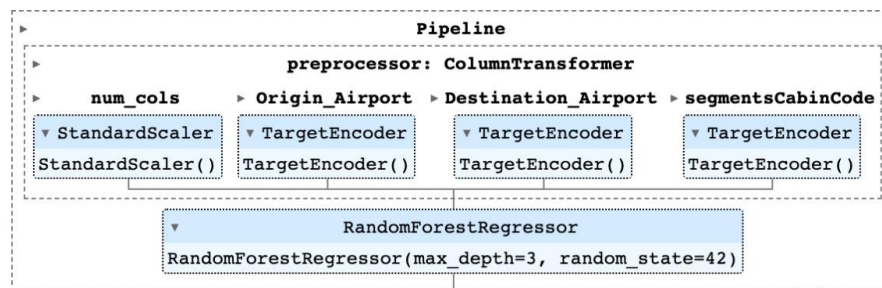 Pipeline
preprocessor: ColumnTransformer
num_cols Origin_Airport Destination_Airport segmentsCabinCode
StandardScaler TargetEncoder TargetEncoder TargetEncoder
StandardScaler() TargetEncoder() TargetEncoder() TargetEncoder()
RandomForestRegressor
RandomForestRegressor(max_depth=3, random_state=42)